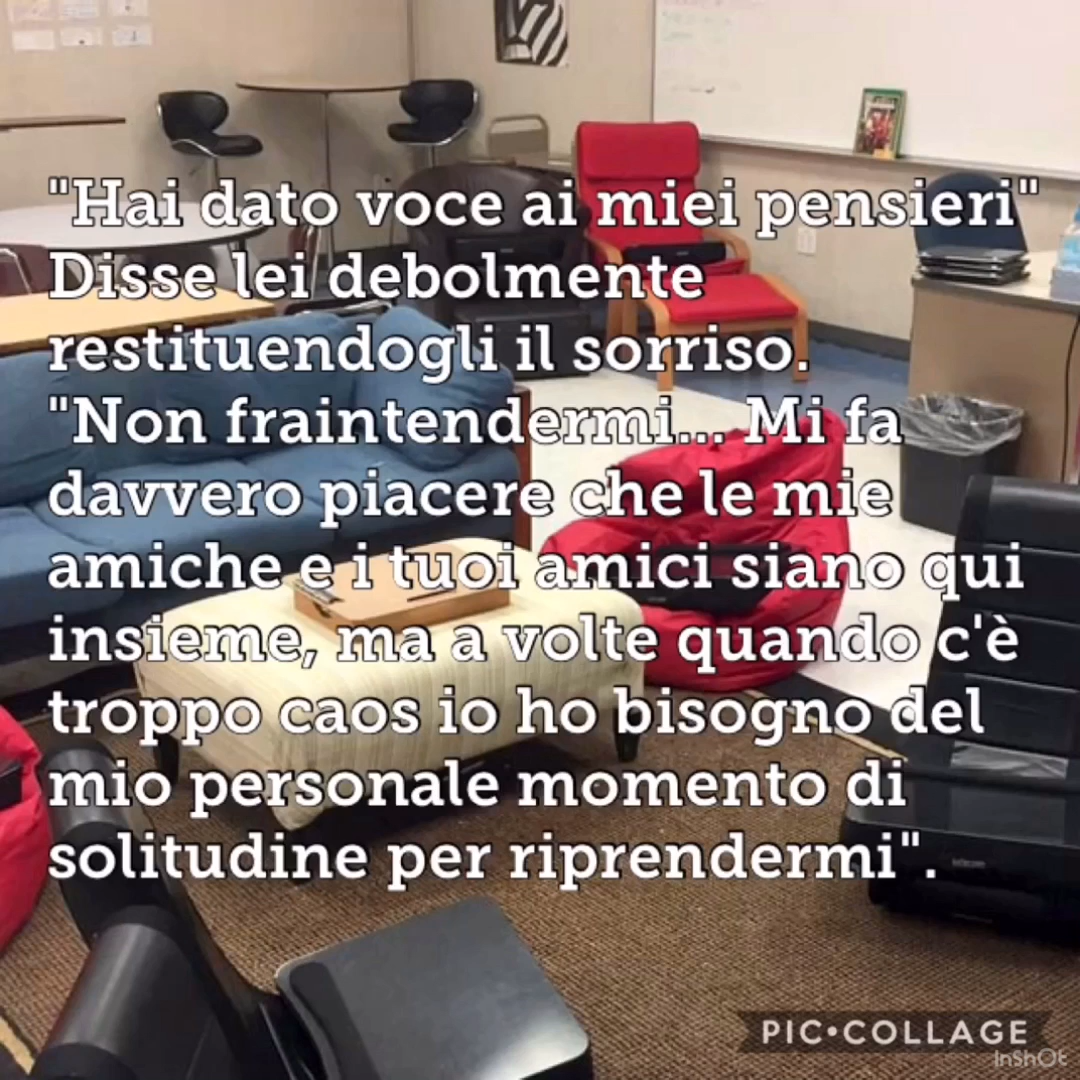 "Hai dato voce ai miei pensieri"
Disse lei debolmente
restituendogli il sorriso.
"Non fraintendermi... Mi fa
davvero piacere che le mie
amiche e i tuoi amici siano qui
insieme, ma a volte quando c'è
troppo caos io ho bisogno del
mio personale momento di
solitudine per riprendermi".
PIC•COLLAGE
InShOt